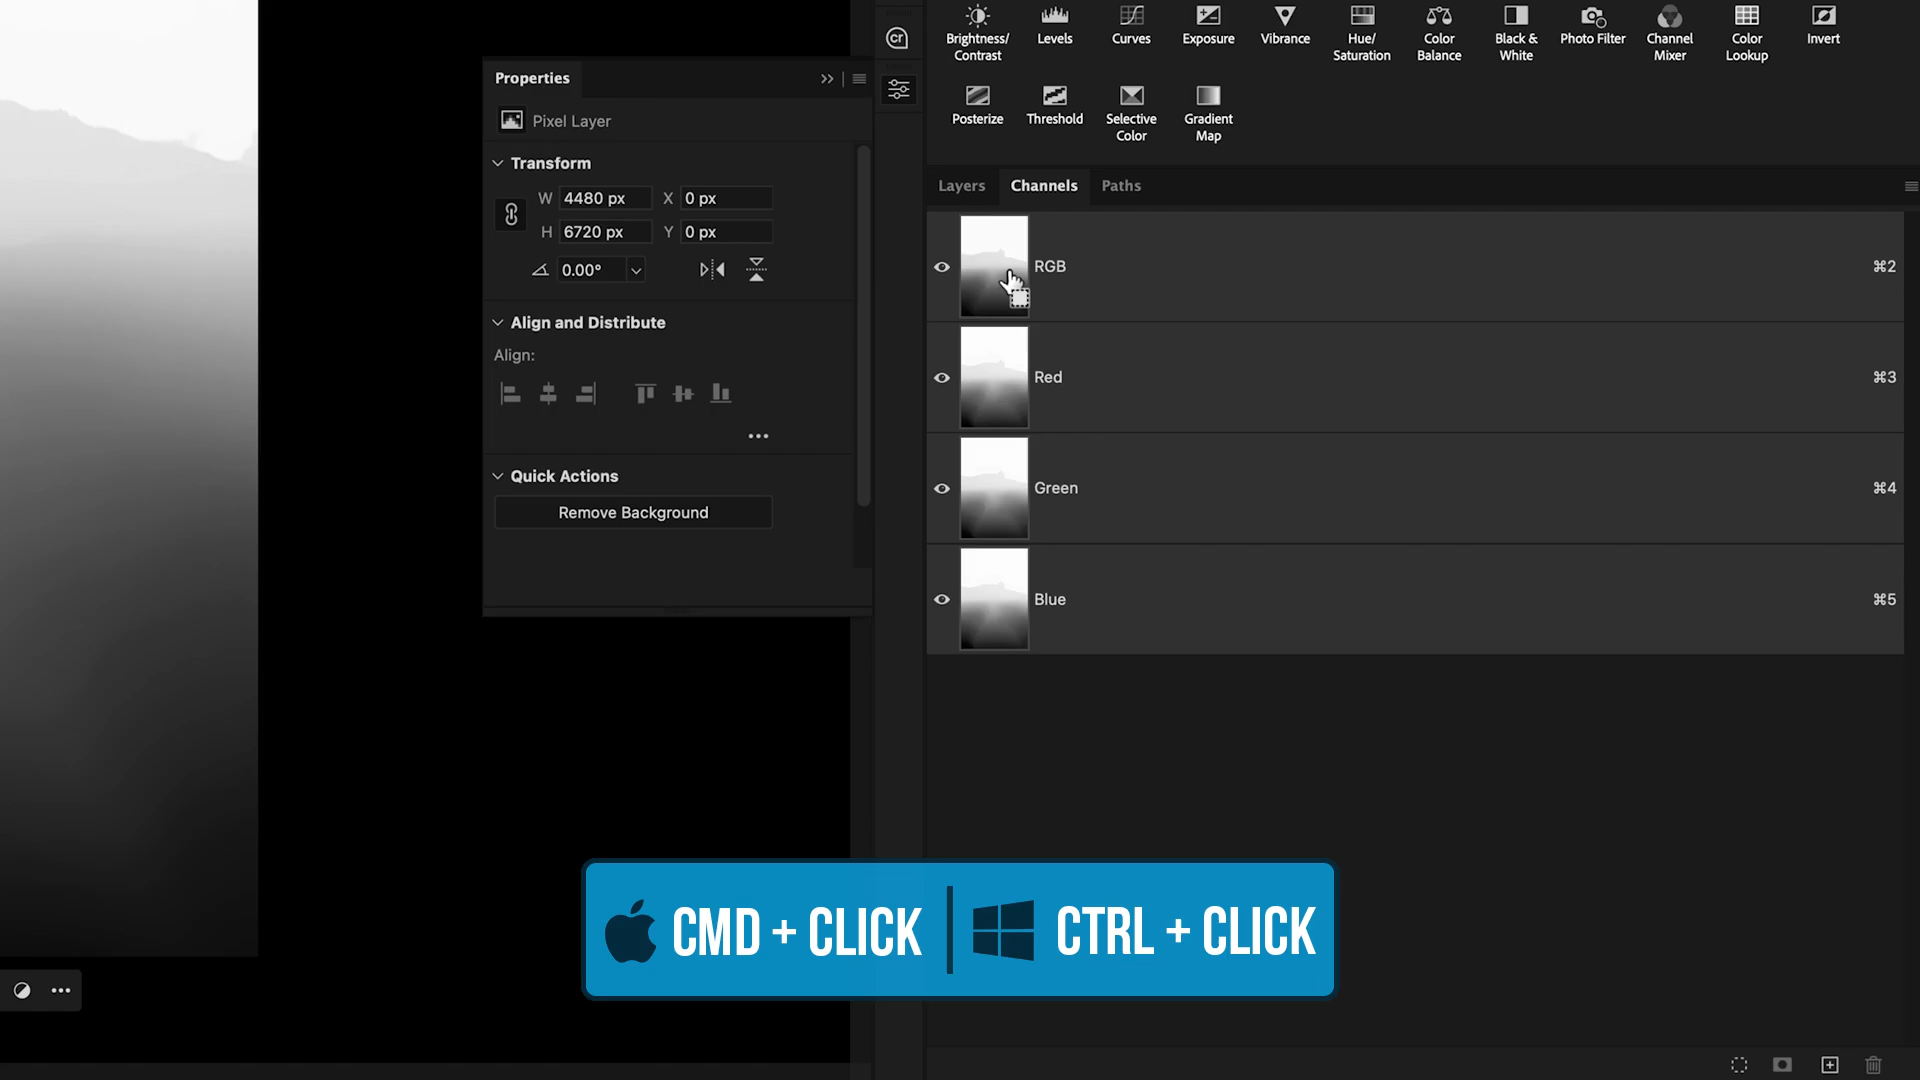 Brightness/
Contrast
Levels
Curves
Exposure
Vibrance
Hue/
Saturation
Color
Balance
Black &
White
Photo Filter
Channel
Mixer
Color
Lookup
Invert
Posterize
Threshold
Selective
Color
Gradient
Map
cr
Properties
Pixel Layer
Transform
W 4480 px X 0 px
H 6720 px Y 0 px
0.00°
Align and Distribute
Align:
Quick Actions
Remove Background
Layers Channels Paths
RGB ⌘2
Red ⌘3
Green ⌘4
Blue ⌘5
CMD + CLICK
CTRL + CLICK